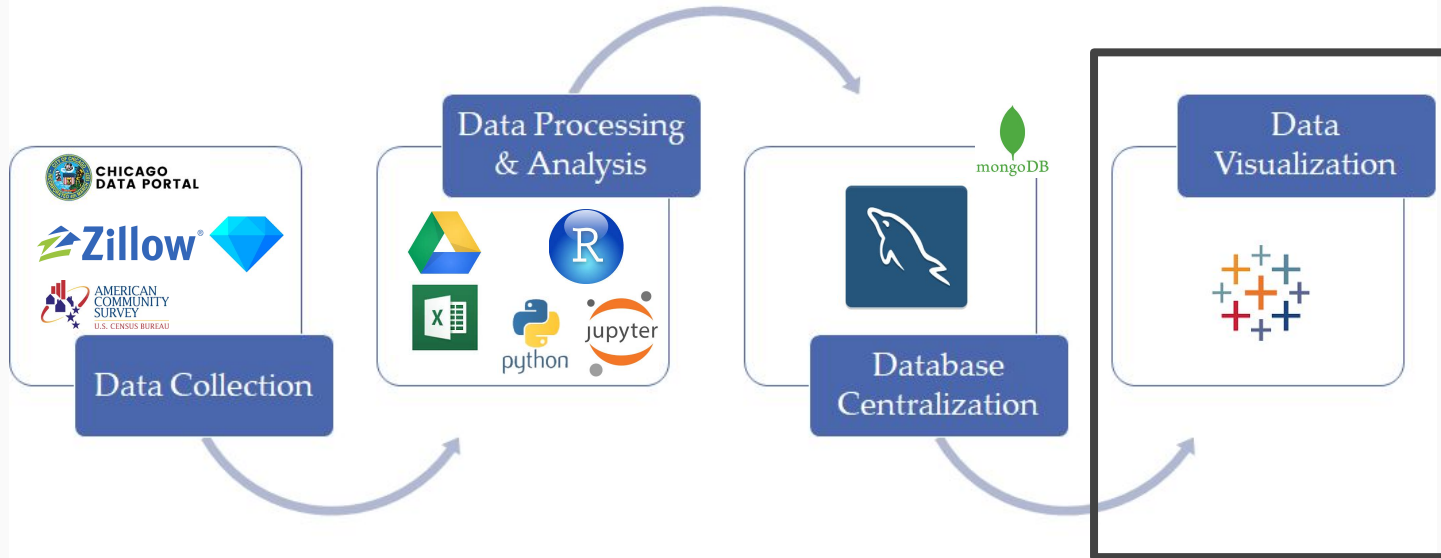 CHICAGO
DATA PORTAL
Zillow®
AMERICAN
COMMUNITY
SURVEY
U.S. CENSUS BUREAU
Data Collection
Data Processing
& Analysis
R
X
python
jupyter
mongoDB
Database
Centralization
Data
Visualization